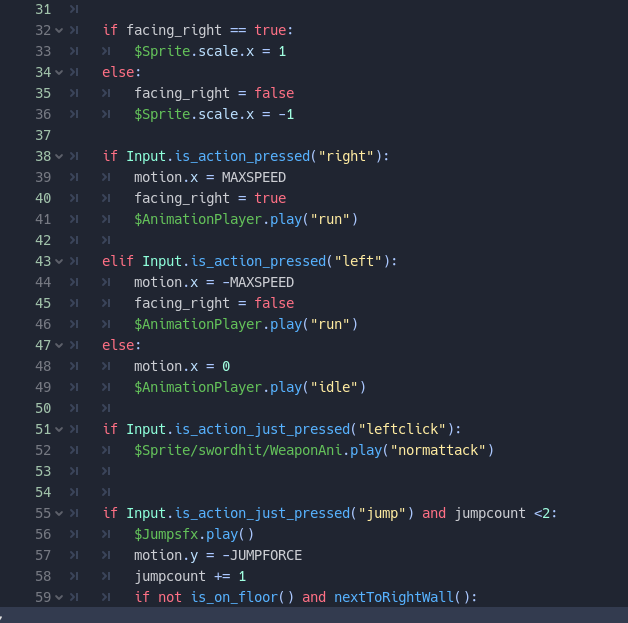 31
32 if facing_right == true:
33 $Sprite.scale.x = 1
34 else:
35 facing_right = false
36 $Sprite.scale.x = -1
37
38 if Input.is_action_pressed("right"):
39 motion.x = MAXSPEED
40 facing_right = true
41 $AnimationPlayer.play("run")
42
43 elif Input.is_action_pressed("left"):
44 motion.x = -MAXSPEED
45 facing_right = false
46 $AnimationPlayer.play("run")
47 else:
48 motion.x = 0
49 $AnimationPlayer.play("idle")
50
51 if Input.is_action_just_pressed("leftclick"):
52 $Sprite/swordhit/WeaponAni.play("normattack")
53
54
55 if Input.is_action_just_pressed("jump") and jumpcount <2:
56 $Jumpsfx.play()
57 motion.y = -JUMPFORCE
58 jumpcount += 1
59 if not is_on_floor() and nextToRightWall():